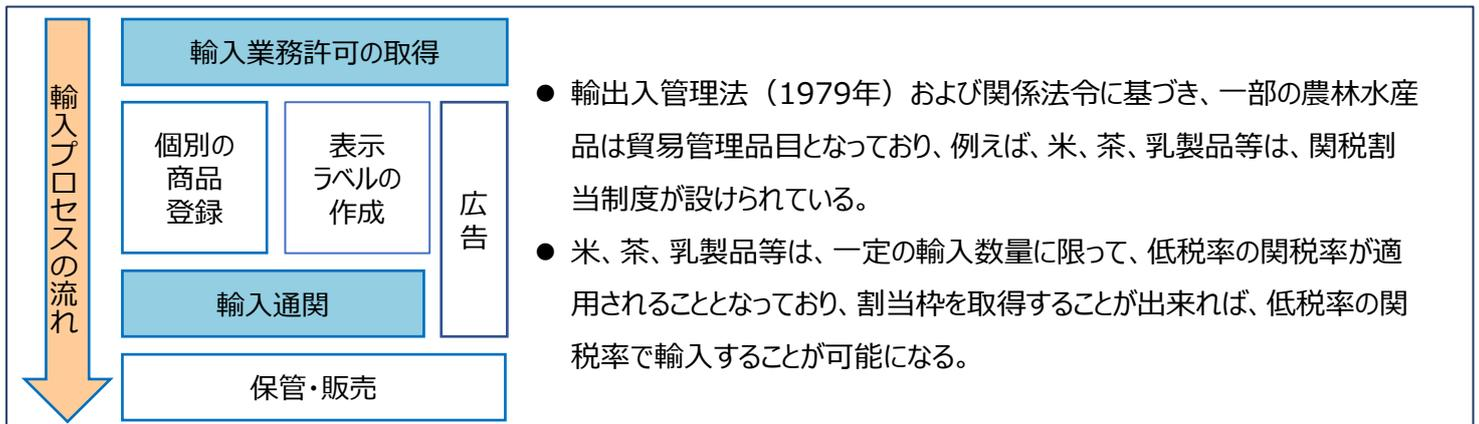 輸入プロセスの流れ
輸入業務許可の取得
個別の
商品
登録
表示
ラベルの
作成
広告
輸入通関
保管・販売
● 輸出入管理法（1979年）および関係法令に基づき、一部の農林水産
品は貿易管理品目となっており、例えば、米、茶、乳製品等は、関税割
当制度が設けられている。
● 米、茶、乳製品等は、一定の輸入数量に限って、低税率の関税率が適
用されることとなっており、割当枠を取得することが出来れば、低税率の関
税率で輸入することが可能になる。